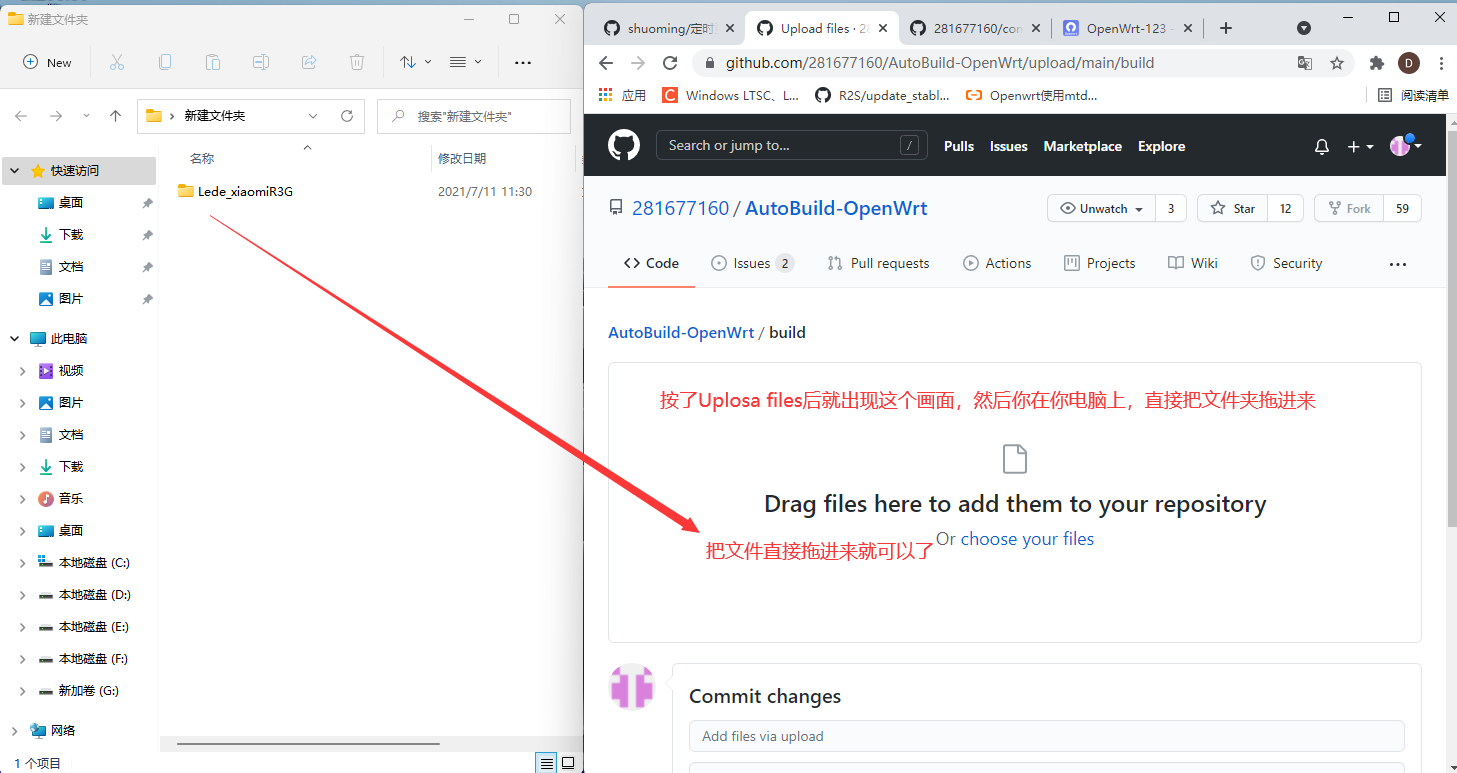 新建文件夹
New
新建文件夹
搜索"新建文件夹"
名称
修改日期
Lede_xiaomiR3G
2021/7/11 11:30
快速访问
桌面
下载
文档
图片
此电脑
视频
图片
文档
下载
音乐
桌面
本地磁盘 (C:)
本地磁盘 (D:)
本地磁盘 (E:)
本地磁盘 (F:)
新加卷 (G:)
网络
1 个项目
shuoming/定时
Upload files · 28
281677160/con
OpenWrt-123 -
github.com/281677160/AutoBuild-OpenWrt/upload/main/build
D
应用
Windows LTSC、L...
R2S/update_stabl...
Openwrt使用mtd...
阅读清单
Search or jump to...
/
Pulls
Issues
Marketplace
Explore
281677160 / AutoBuild-OpenWrt
Unwatch
3
Star
12
Fork
59
Code
Issues 2
Pull requests
Actions
Projects
Wiki
Security
AutoBuild-OpenWrt / build
按了Uplosa files后就出现这个画面，然后你在你电脑上，直接把文件夹拖进来
Drag files here to add them to your repository
Or choose your files
把文件直接拖进来就可以了
Commit changes
Add files via upload